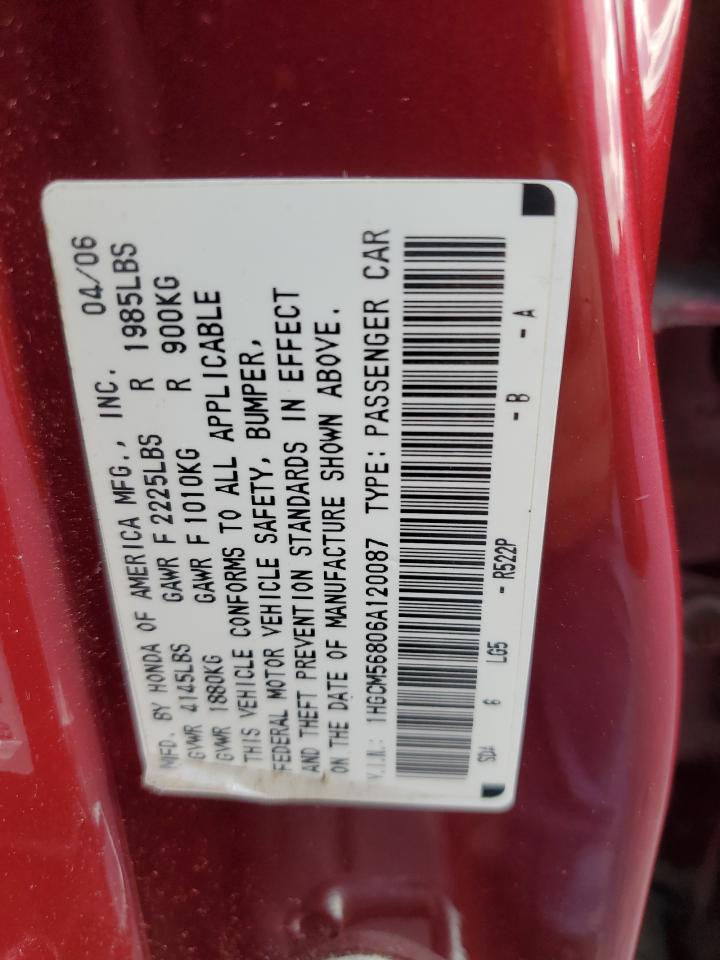 MFD. BY HONDA OF AMERICA MFG., INC. 04/06
GVWR 4145LBS GAWR F 2225LBS R 1985LBS
GVWR 1880KG GAWR F 1010KG R 900KG
THIS VEHICLE CONFORMS TO ALL APPLICABLE
FEDERAL MOTOR VEHICLE SAFETY, BUMPER,
AND THEFT PREVENTION STANDARDS IN EFFECT
ON THE DATE OF MANUFACTURE SHOWN ABOVE.
V.I.N.: 1HGCM56806A120087 TYPE: PASSENGER CAR
SDA 6 LG5 - R522P - B - A